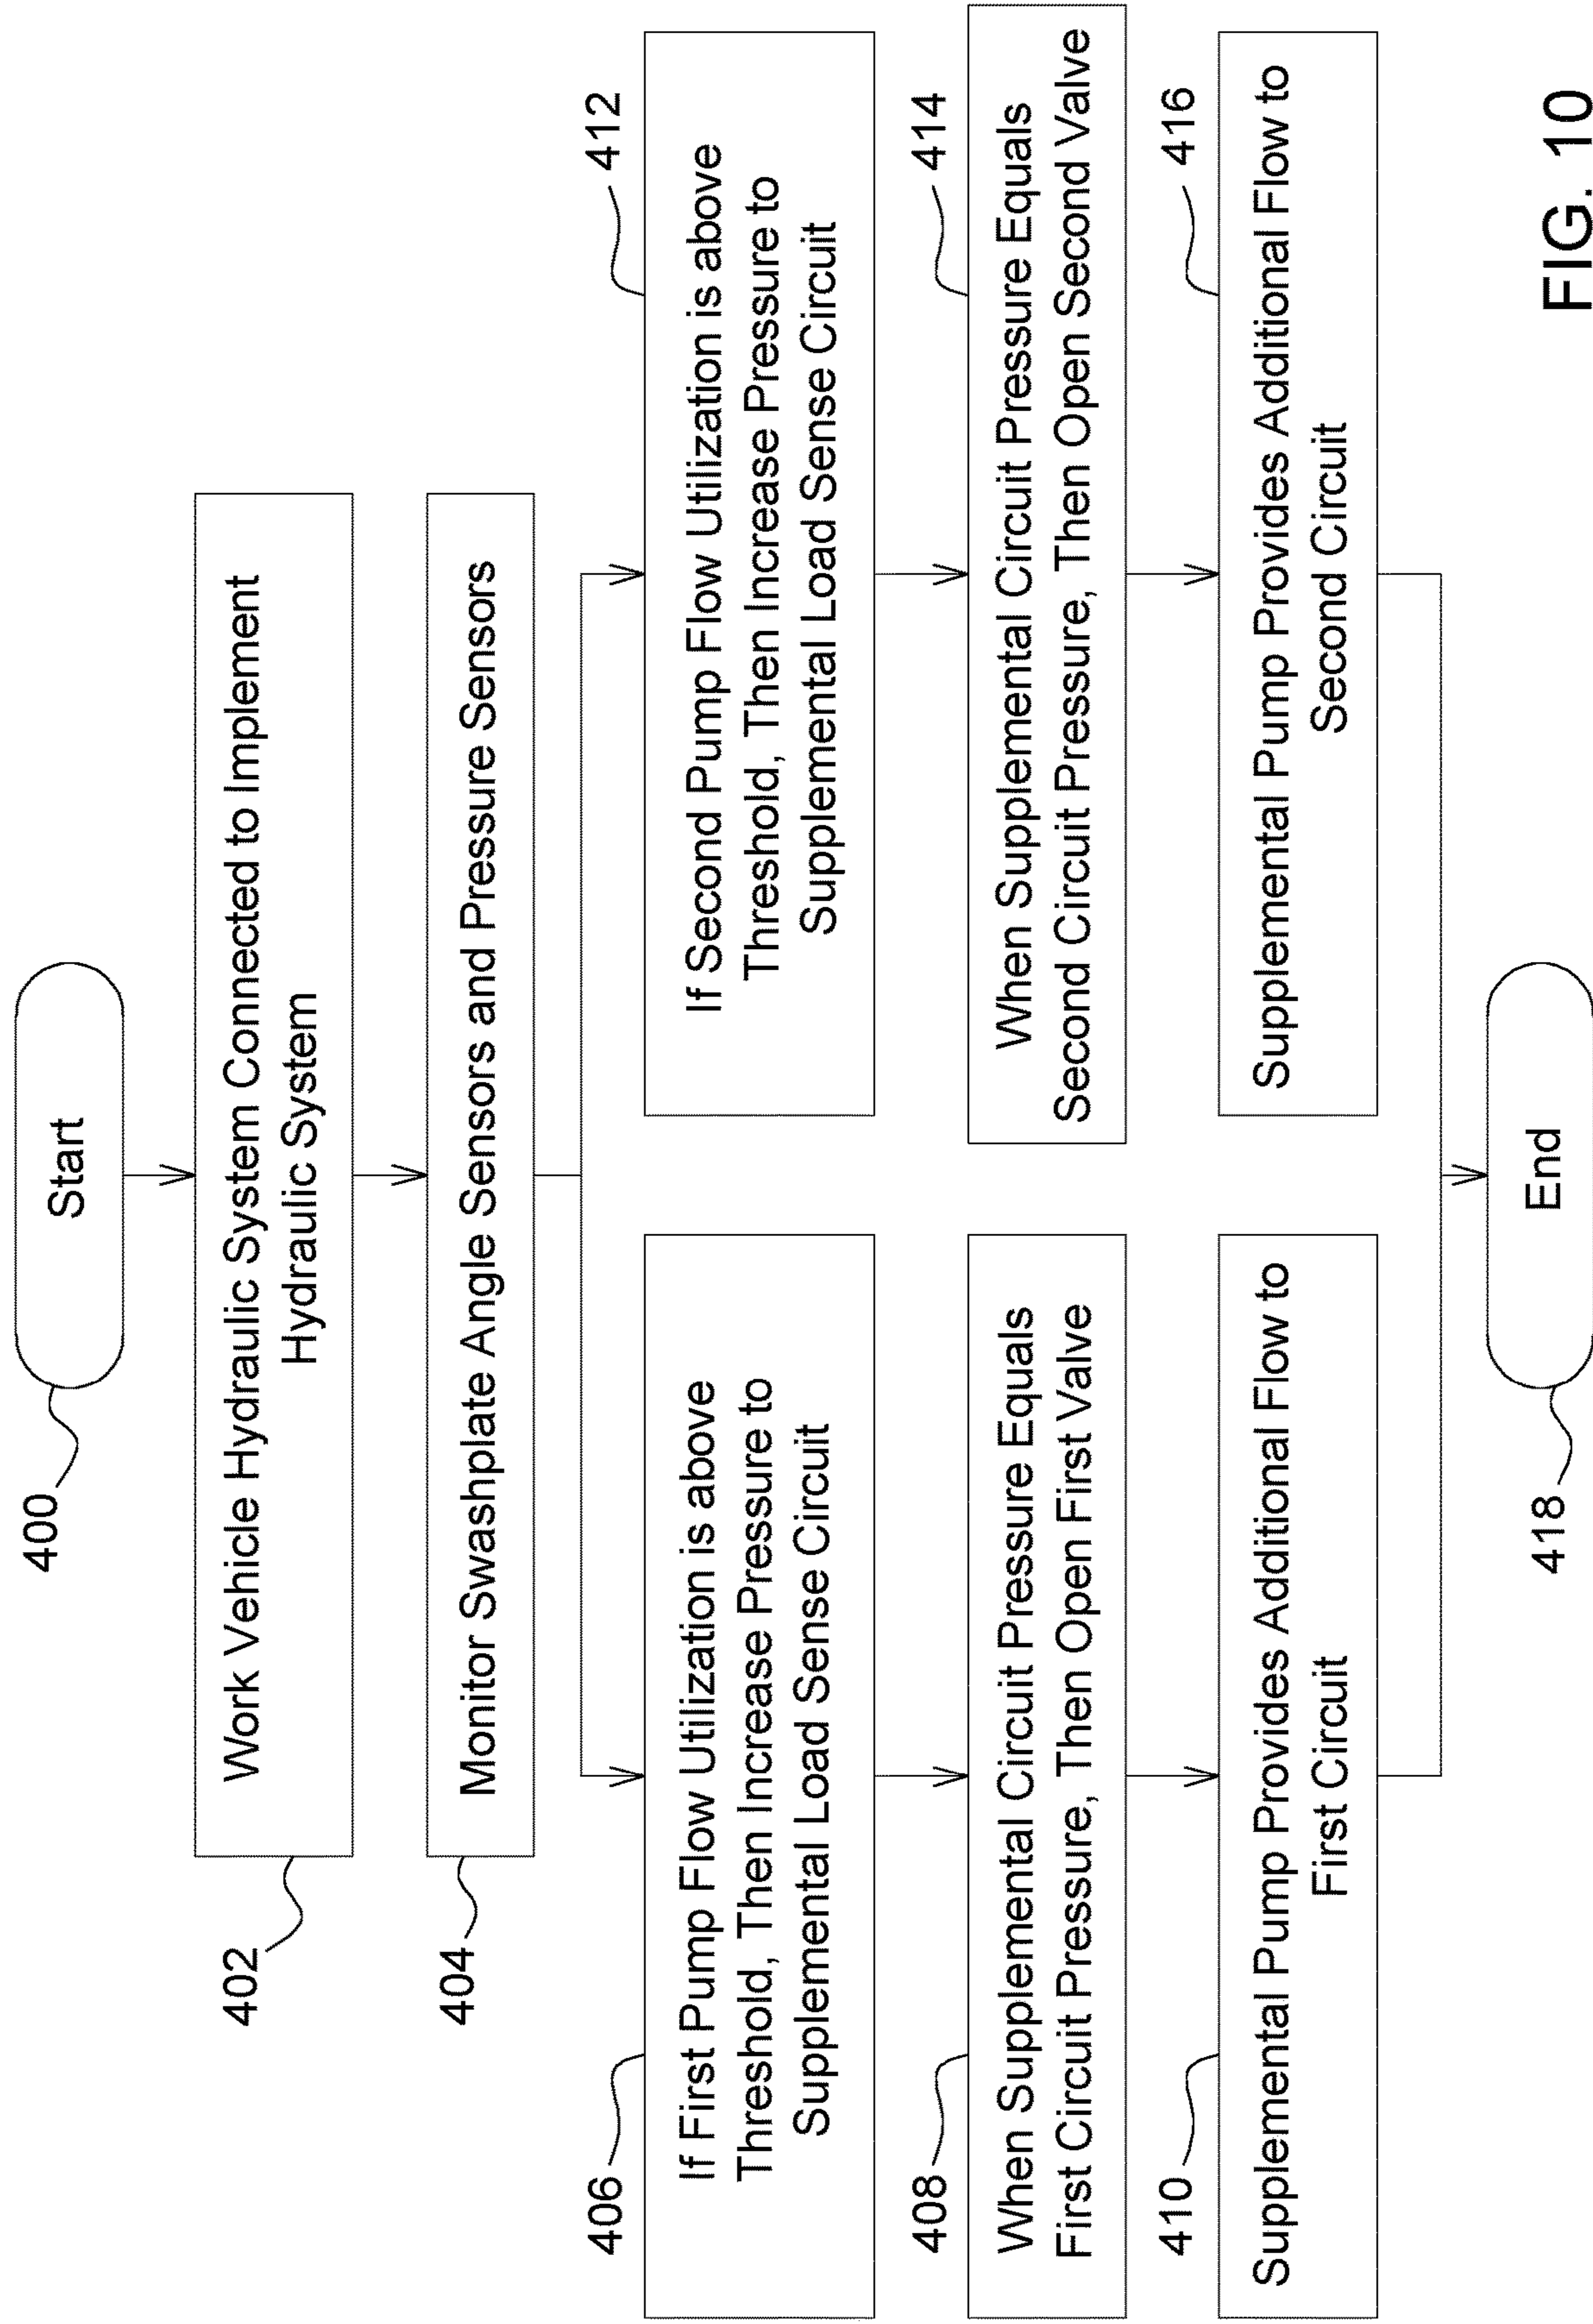 400
Start
402
Work Vehicle Hydraulic System Connected to Implement
Hydraulic System
404
Monitor Swashplate Angle Sensors and Pressure Sensors
406
If First Pump Flow Utilization is above
Threshold, Then Increase Pressure to
Supplemental Load Sense Circuit
408
When Supplemental Circuit Pressure Equals
First Circuit Pressure, Then Open First Valve
410
Supplemental Pump Provides Additional Flow to
First Circuit
412
If Second Pump Flow Utilization is above
Threshold, Then Increase Pressure to
Supplemental Load Sense Circuit
414
When Supplemental Circuit Pressure Equals
Second Circuit Pressure, Then Open Second Valve
416
Supplemental Pump Provides Additional Flow to
Second Circuit
418
End
FIG. 10